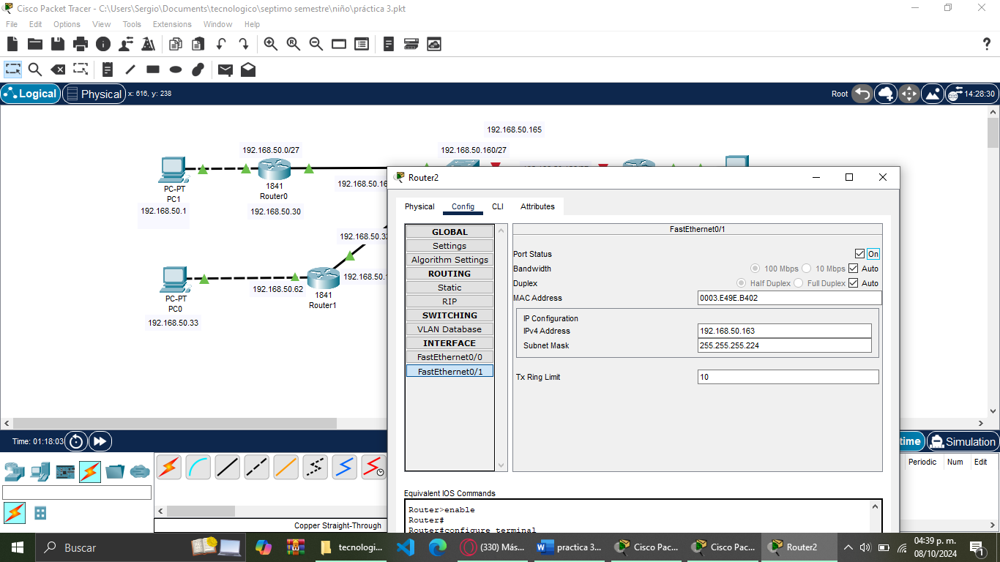 Cisco Packet Tracer - C:\Users\Sergio\Documents\tecnologico\septimo semestre\niño\práctica 3.pkt
File Edit Options View Tools Extensions Window Help
Logical Physical x: 616, y: 238 Root 14:28:30
192.168.50.165
192.168.50.0/27 192.168.50.160/27
PC-PT
PC1
192.168.50.1
1841
Router0
192.168.50.30
192.168.50.16
192.168.50.32
PC-PT
PC0
192.168.50.33
192.168.50.62
1841
Router1
192.168.50.1
Router2
Physical Config CLI Attributes
GLOBAL
Settings
Algorithm Settings
ROUTING
Static
RIP
SWITCHING
VLAN Database
INTERFACE
FastEthernet0/0
FastEthernet0/1
FastEthernet0/1
Port Status On
Bandwidth 100 Mbps 10 Mbps Auto
Duplex Half Duplex Full Duplex Auto
MAC Address 0003.E49E.B402
IP Configuration
IPv4 Address 192.168.50.163
Subnet Mask 255.255.255.224
Tx Ring Limit 10
Equivalent IOS Commands
Router>enable
Router#
Router#configure terminal
Time: 01:18:03 time Simulation
Periodic Num Edit
Copper Straight-Through
Buscar tecnologi... (330) Más... practica 3... Cisco Pac... Cisco Pac... Router2 04:39 p. m.
08/10/2024 1